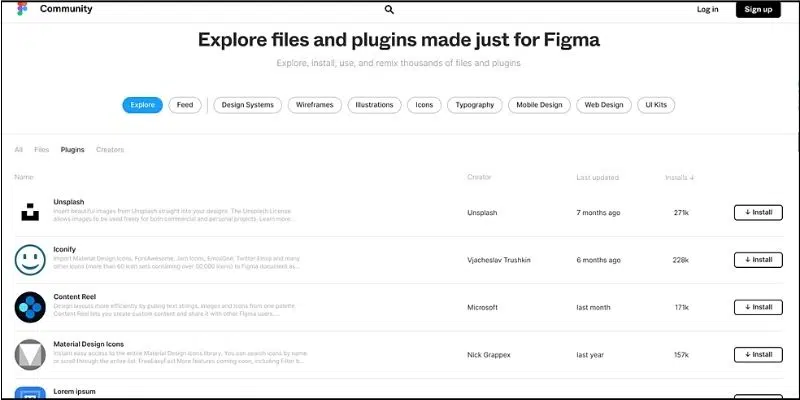 Community
Log in
Sign up
Explore files and plugins made just for Figma
Explore, install, use, and remix thousands of files and plugins
Explore
Feed
Design Systems
Wireframes
Illustrations
Icons
Typography
Mobile Design
Web Design
UI Kits
All Files Plugins Creators
Name Creator Last updated Installs ↓
Unsplash
Insert beautiful images from Unsplash straight into your designs. The Unsplash License
allows images to be used freely for both commercial and personal projects. Learn more...
Unsplash 7 months ago 271k ↓ Install
Iconify
Import Material Design Icons, FontAwesome, Jam Icons, EmojiOne, Twitter Emoji and many
other icons (more than 60 icon sets containing over 50,000 icons) to Figma document as...
Vjacheslav Trushkin 6 months ago 228k ↓ Install
Content Reel
Design layouts more efficiently by pulling text strings, images and icons from one palette.
Content Reel lets you create custom content and share it with other Figma users....
Microsoft last month 171k ↓ Install
Material Design Icons
instant easy access to the entire Material Design Icons library. You can search icons by name
or scroll through the entire list. More features coming soon, including Filter b...
Nick Grappex last year 157k ↓ Install
Lorem ipsum